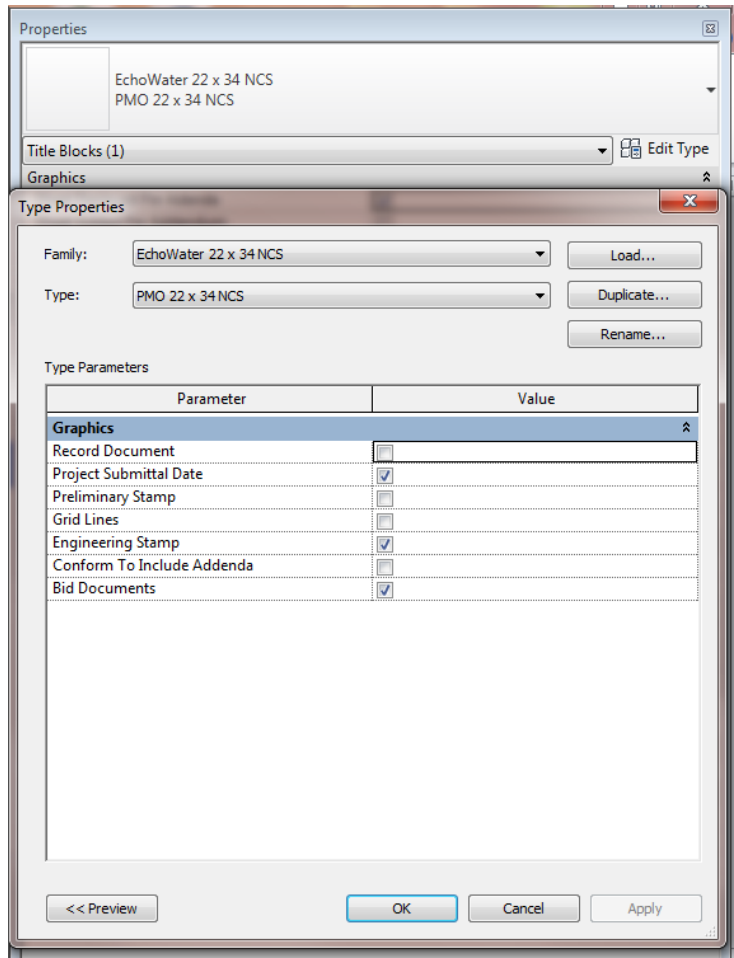 Properties
EchoWater 22 x 34 NCS
PMO 22 x 34 NCS
Title Blocks (1)
Edit Type
Graphics
Type Properties
Family:
EchoWater 22 x 34 NCS
Load...
Type:
PMO 22 x 34 NCS
Duplicate...
Rename...
Type Parameters
Parameter Value
Graphics
Record Document
Project Submittal Date
Preliminary Stamp
Grid Lines
Engineering Stamp
Conform To Include Addenda
Bid Documents
<< Preview
OK
Cancel
Apply